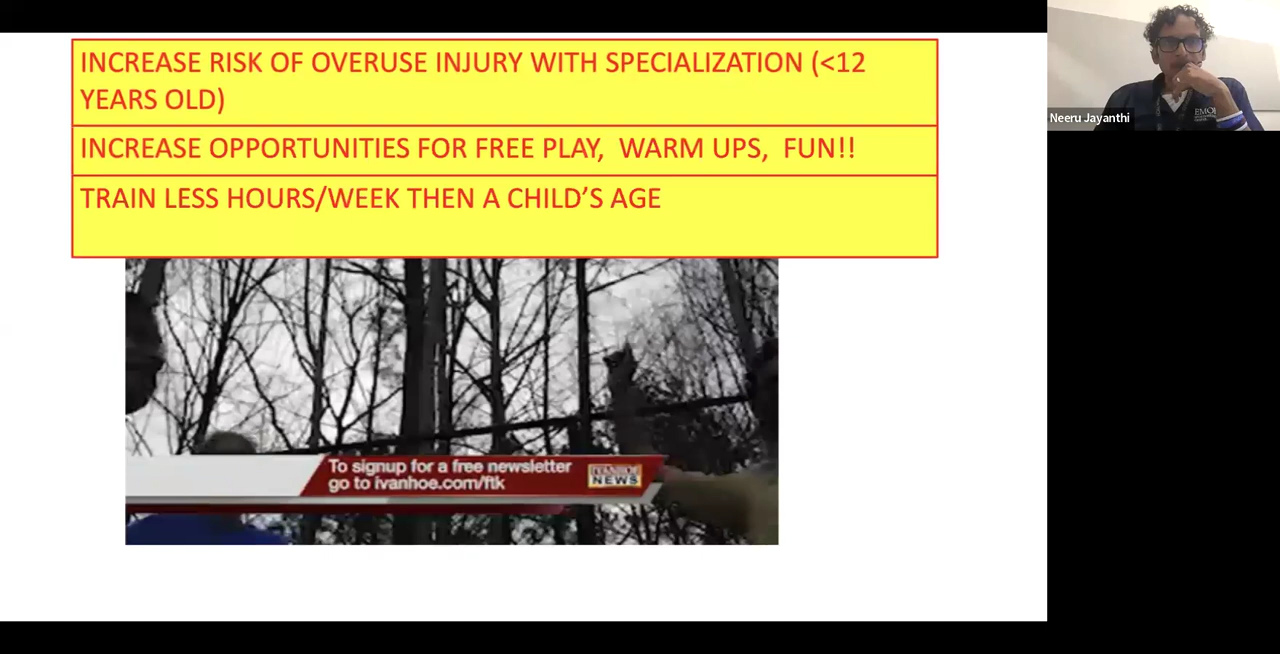 INCREASE RISK OF OVERUSE INJURY WITH SPECIALIZATION (<12
YEARS OLD)
INCREASE OPPORTUNITIES FOR FREE PLAY,  WARM UPS,  FUN!!
TRAIN LESS HOURS/WEEK THEN A CHILD’S AGE
To signup for a free newsletter
go to ivanhoe.com/ftk
IVANHOE
NEWS
Neeru Jayanthi